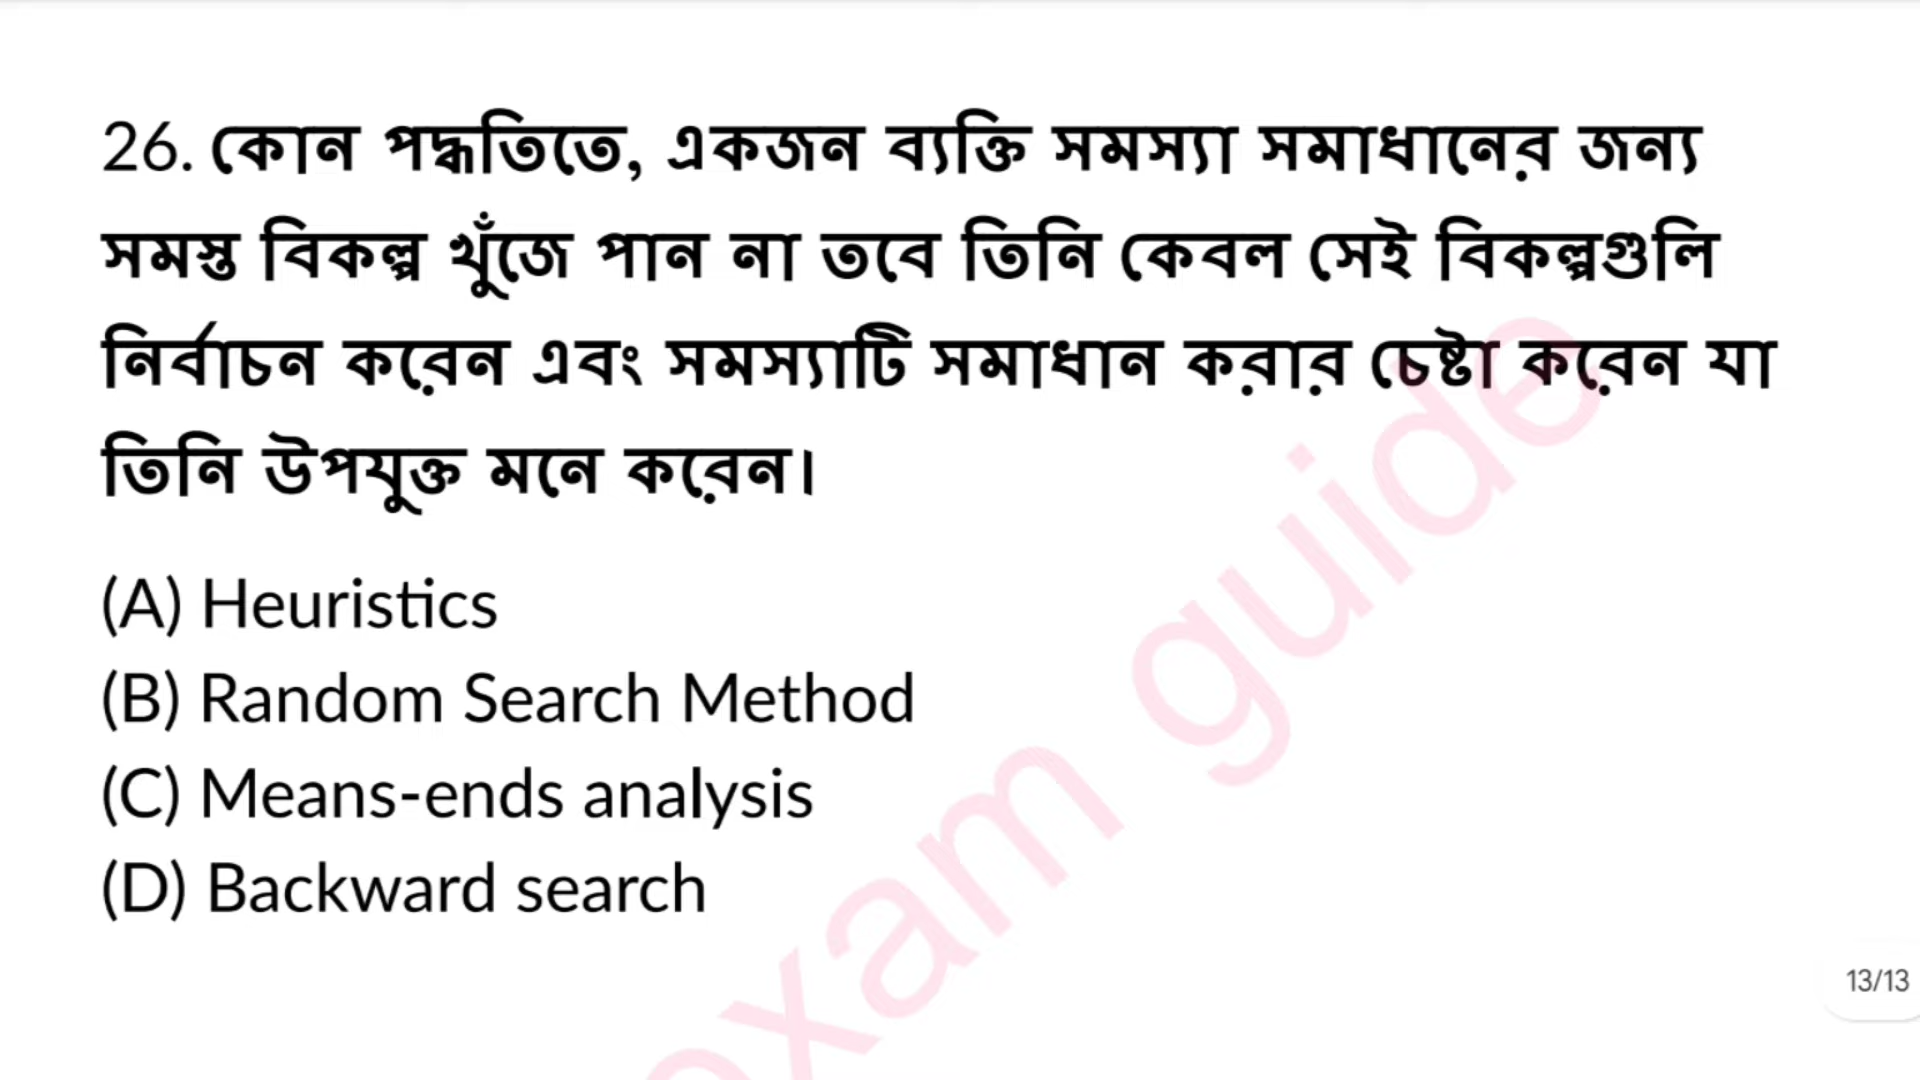 26. কোন পদ্ধতিতে, একজন ব্যক্তি সমস্যা সমাধানের জন্য
সমস্ত বিকল্প খুঁজে পান না তবে তিনি কেবল সেই বিকল্পগুলি
নির্বাচন করেন এবং সমস্যাটি সমাধান করার চেষ্টা করেন যা
তিনি উপযুক্ত মনে করেন।
(A) Heuristics
(B) Random Search Method
(C) Means-ends analysis
(D) Backward search
exam guide
13/13